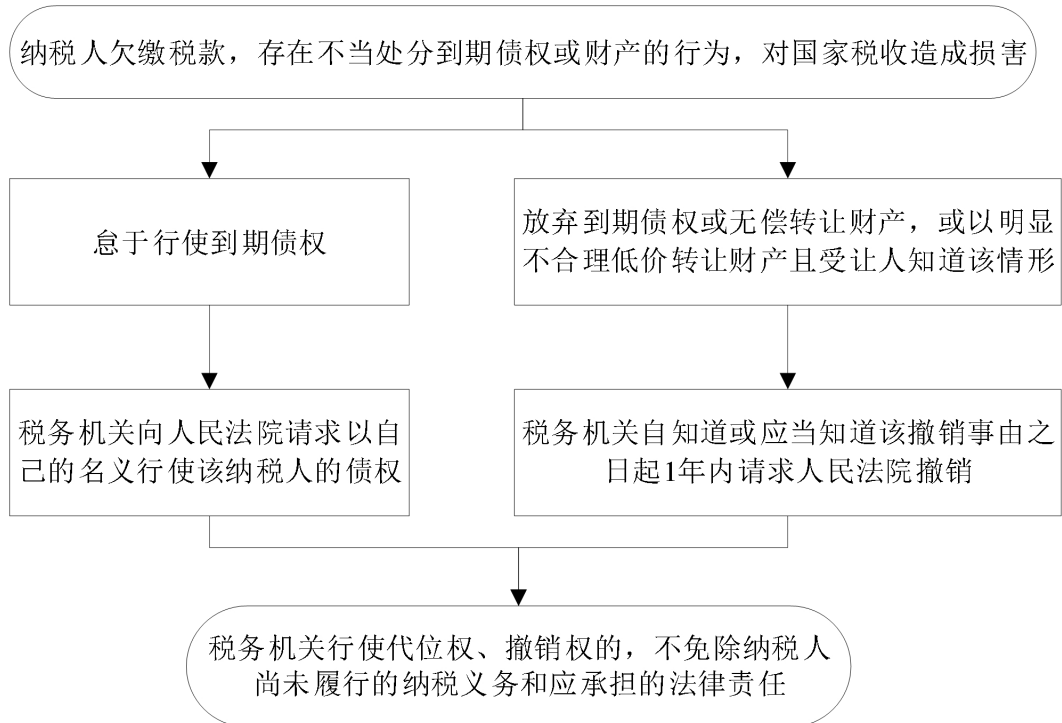 纳税人欠缴税款，存在不当处分到期债权或财产的行为，对国家税收造成损害
怠于行使到期债权
放弃到期债权或无偿转让财产，或以明显
不合理低价转让财产且受让人知道该情形
税务机关向人民法院请求以自
己的名义行使该纳税人的债权
税务机关自知道或应当知道该撤销事由之
日起1年内请求人民法院撤销
税务机关行使代位权、撤销权的，不免除纳税人
尚未履行的纳税义务和应承担的法律责任